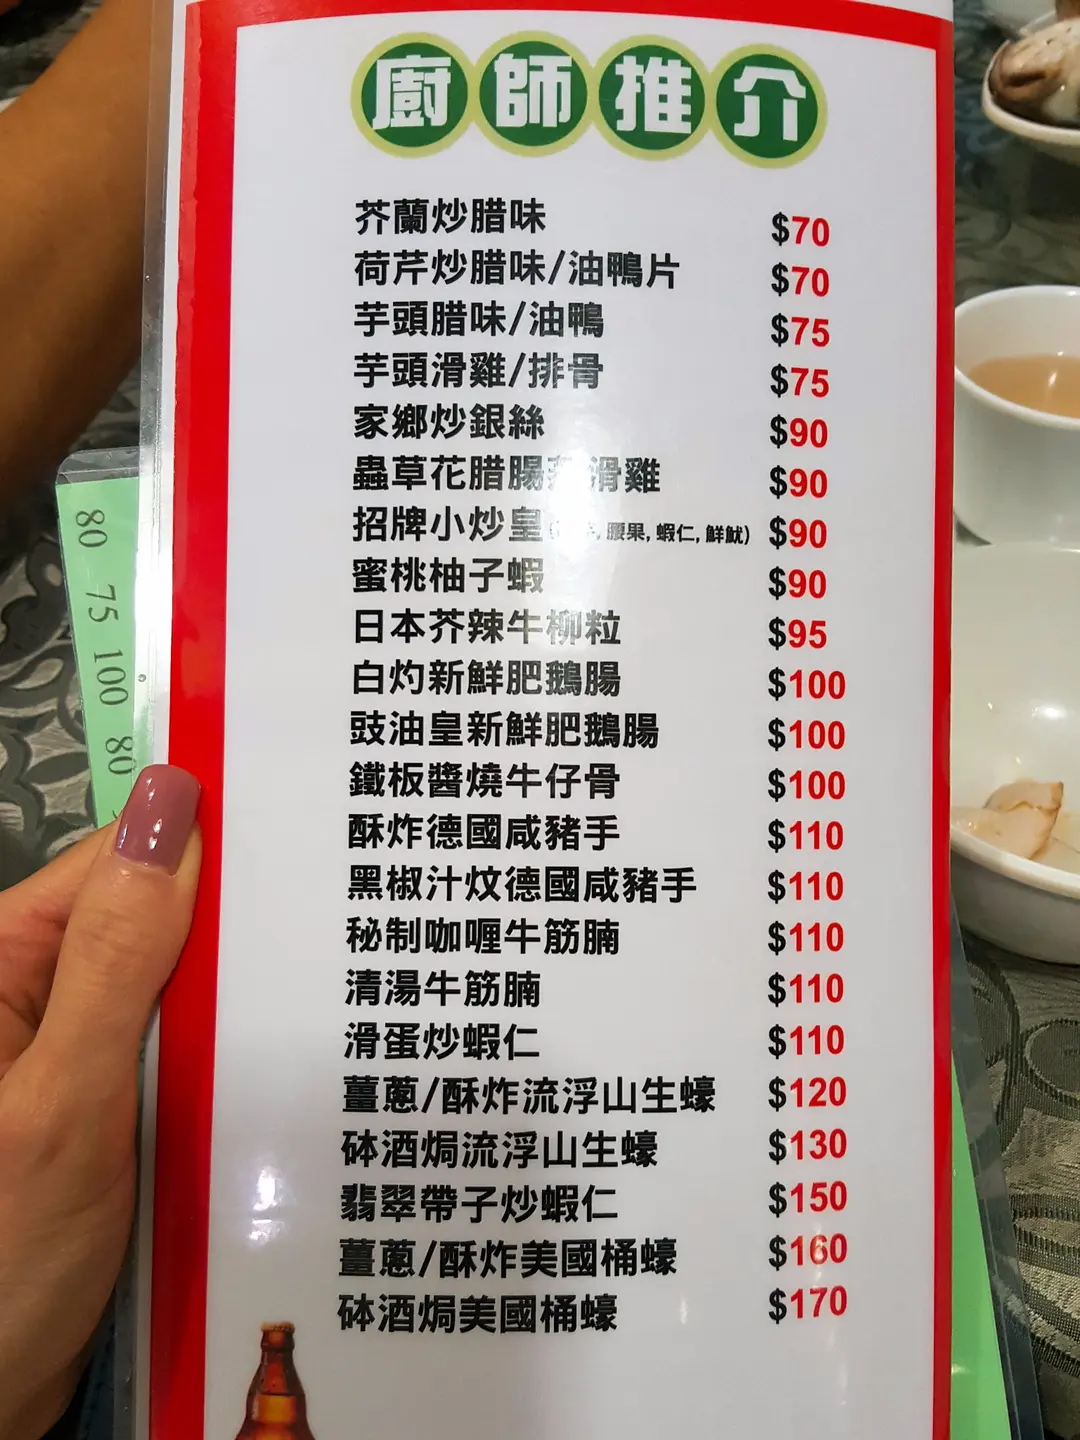 廚師推介
芥蘭炒腊味 $70
荷芹炒腊味/油鴨片 $70
芋頭腊味/油鴨 $75
芋頭滑雞/排骨 $75
家鄉炒銀絲 $90
蟲草花腊腸 滑雞 $90
招牌小炒皇( , 腰果, 蝦仁, 鮮魷) $90
蜜桃柚子蝦 $90
日本芥辣牛柳粒 $95
白灼新鮮肥鵝腸 $100
豉油皇新鮮肥鵝腸 $100
鐵板醬燒牛仔骨 $100
酥炸德國咸豬手 $110
黑椒汁炆德國咸豬手 $110
秘制咖喱牛筋腩 $110
清湯牛筋腩 $110
滑蛋炒蝦仁 $110
薑蔥/酥炸流浮山生蠔 $120
砵酒焗流浮山生蠔 $130
翡翠帶子炒蝦仁 $150
薑蔥/酥炸美國桶蠔 $160
砵酒焗美國桶蠔 $170
80
75
100
80